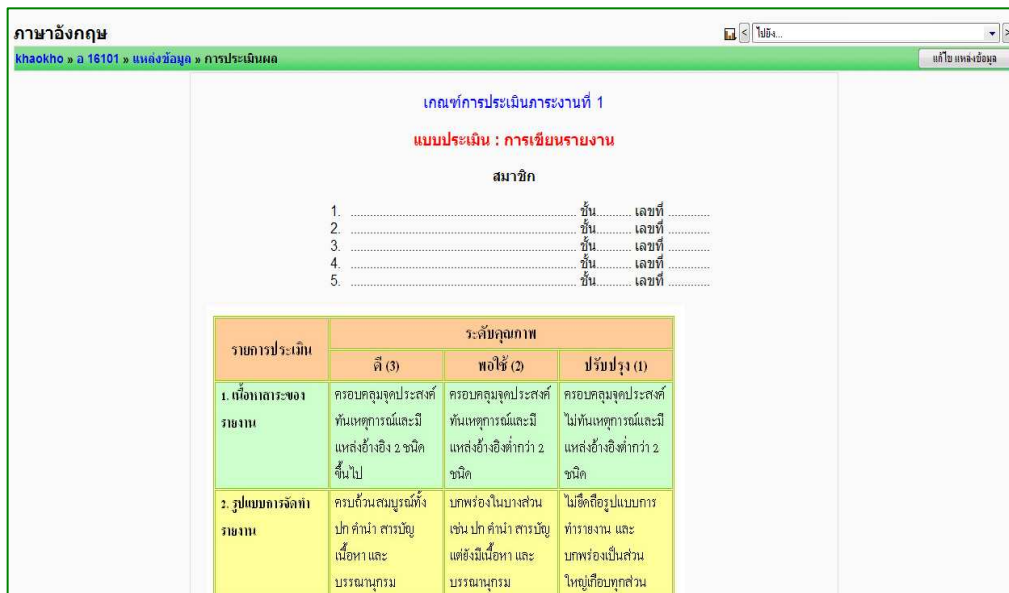 ภาษาอังกฤษ
< ไปยัง... >
khaokho » อ 16101 » แหล่งข้อมูล » การประเมินผล
แก้ไข แหล่งข้อมูล
เกณฑ์การประเมินภาระงานที่ 1
แบบประเมิน : การเขียนรายงาน
สมาชิก
1. ............................................................ ชั้น.......... เลขที่ ............
2. ............................................................ ชั้น.......... เลขที่ ............
3. ............................................................ ชั้น.......... เลขที่ ............
4. ............................................................ ชั้น.......... เลขที่ ............
5. ............................................................ ชั้น.......... เลขที่ ............
รายการประเมิน
ระดับคุณภาพ
ดี (3)
พอใช้ (2)
ปรับปรุง (1)
1. เนื้อหาสาระของ
รายงาน
ครอบคลุมจุดประสงค์
ทันเหตุการณ์และมี
แหล่งอ้างอิง 2 ชนิด
ขึ้นไป
ครอบคลุมจุดประสงค์
ทันเหตุการณ์และมี
แหล่งอ้างอิงต่ำกว่า 2
ชนิด
ครอบคลุมจุดประสงค์
ไม่ทันเหตุการณ์และมี
แหล่งอ้างอิงต่ำกว่า 2
ชนิด
2. รูปแบบการจัดทำ
รายงาน
ครบถ้วนสมบูรณ์ทั้ง
ปก คำนำ สารบัญ
เนื้อหา และ
บรรณานุกรม
บกพร่องในบางส่วน
เช่น ปก คำนำ สารบัญ
แต่ยังมีเนื้อหา และ
บรรณานุกรม
ไม่ยึดถือรูปแบบการ
ทำรายงาน และ
บกพร่องเป็นส่วน
ใหญ่เกือบทุกส่วน